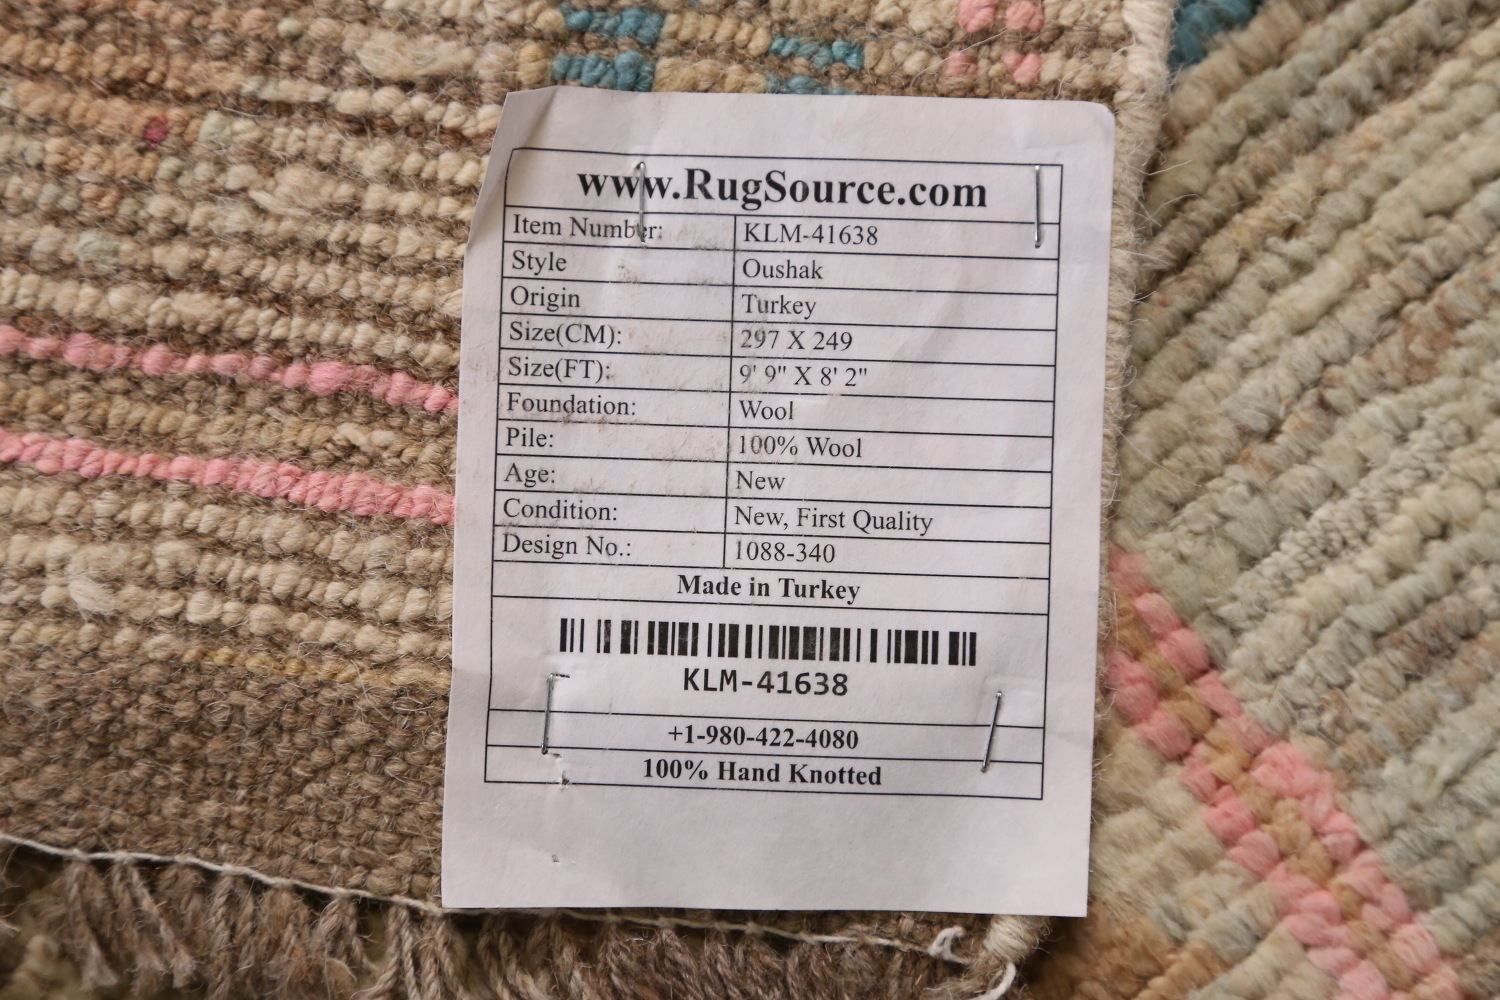 www.RugSource.com
Item Number: KLM-41638
Style Oushak
Origin Turkey
Size(CM): 297 X 249
Size(FT): 9' 9" X 8' 2"
Foundation: Wool
Pile: 100% Wool
Age: New
Condition: New, First Quality
Design No.: 1088-340
Made in Turkey
KLM-41638
+1-980-422-4080
100% Hand Knotted